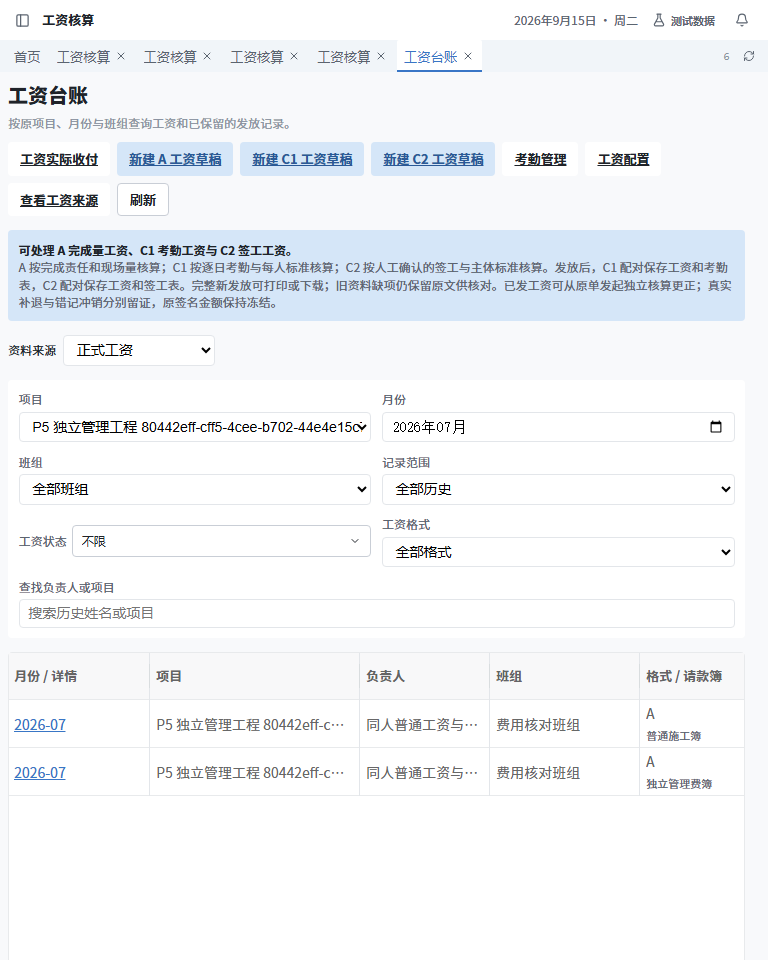 工资核算
2026年9月15日 • 周二 测试数据
首页 工资核算 × 工资核算 × 工资核算 × 工资核算 × 工资台账 × 6
工资台账
按原项目、月份与班组查询工资和已保留的发放记录。
工资实际收付 新建 A 工资草稿 新建 C1 工资草稿 新建 C2 工资草稿 考勤管理 工资配置
查看工资来源 刷新
可处理 A 完成量工资、C1 考勤工资与 C2 签工工资。
A 按完成责任和现场量核算；C1 按逐日考勤与每人标准核算；C2 按人工确认的签工与主体标准核算。发放后，C1 配对保存工资和考勤
表，C2 配对保存工资和签工表。完整新发放可打印或下载；旧资料缺项仍保留原文供核对。已发工资可从原单发起独立核算更正；真实
补退与错记冲销分别留证，原签名金额保持冻结。
资料来源 正式工资
项目 月份
P5 独立管理工程 80442eff-cff5-4cee-b702-44e4e15c 2026年07月
班组 记录范围
全部班组 全部历史
工资状态 不限 工资格式
全部格式
查找负责人或项目
搜索历史姓名或项目
月份 / 详情 项目 负责人 班组 格式 / 请款簿
2026-07 P5 独立管理工程 80442eff-c··· 同人普通工资与··· 费用核对班组 A
普通施工簿
2026-07 P5 独立管理工程 80442eff-c··· 同人普通工资与··· 费用核对班组 A
独立管理费簿